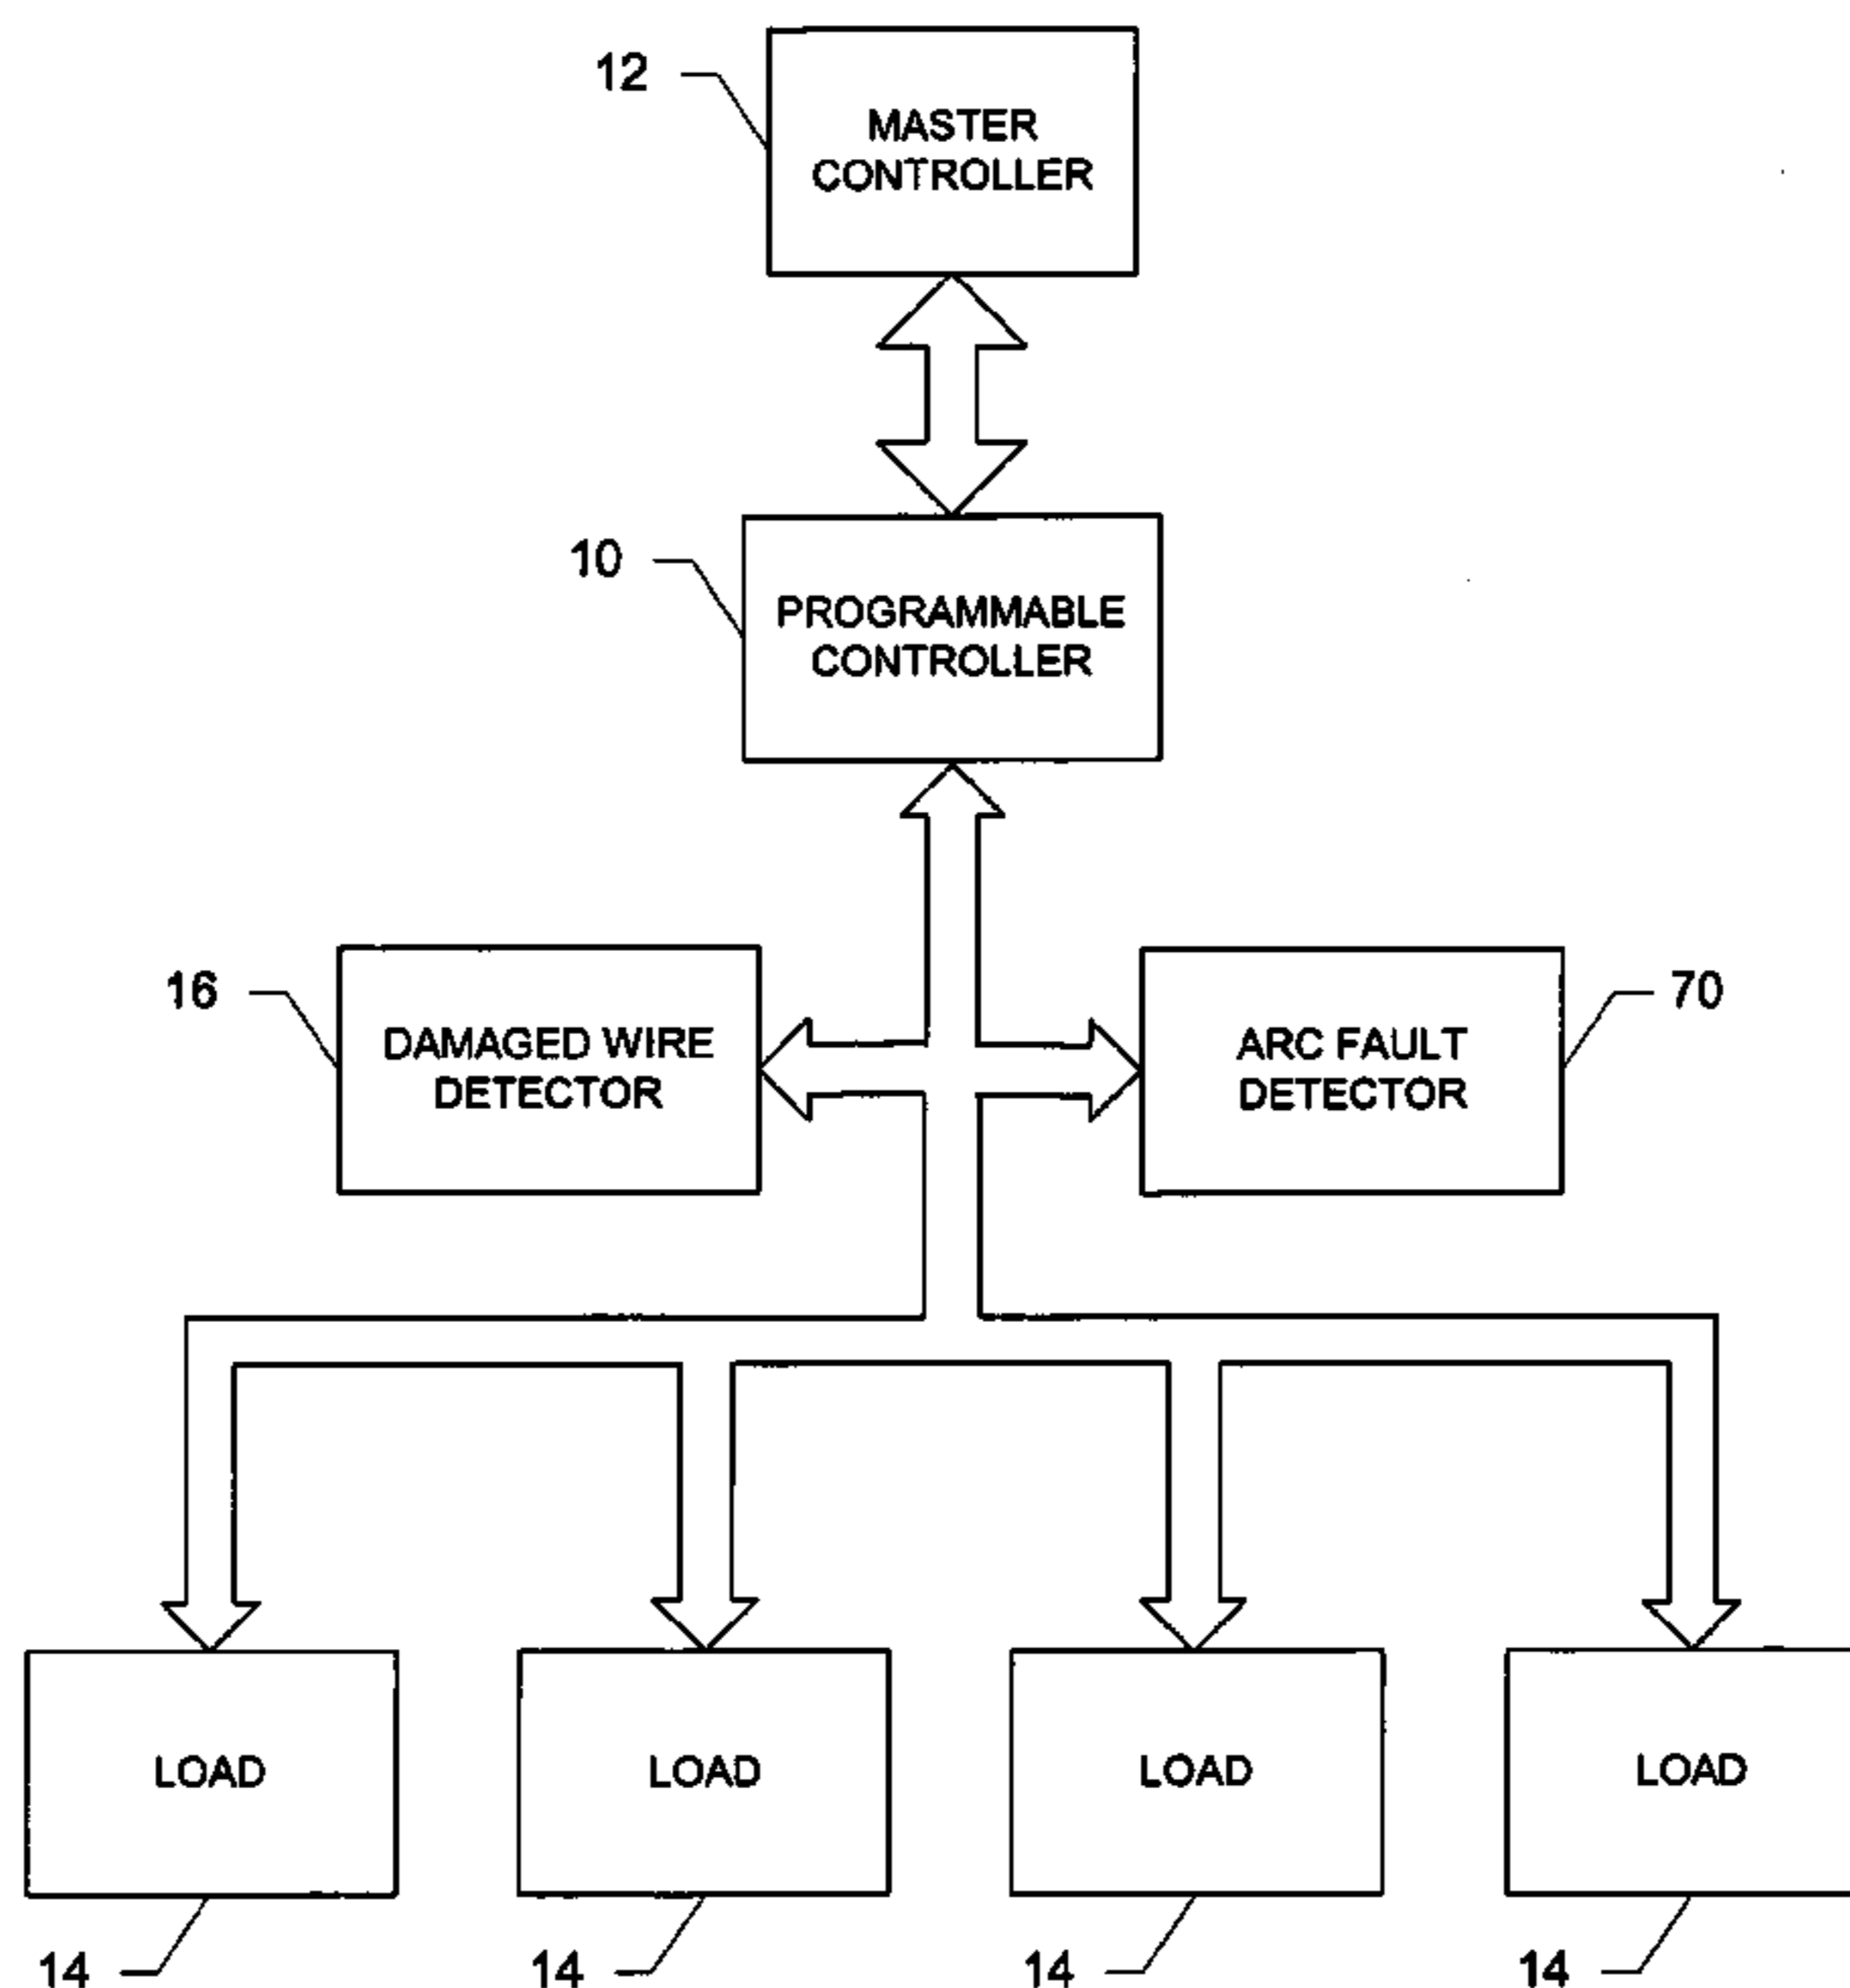 12
MASTER
CONTROLLER
10
PROGRAMMABLE
CONTROLLER
16
DAMAGED WIRE
DETECTOR
70
ARC FAULT
DETECTOR
LOAD
LOAD
LOAD
LOAD
14
14
14
14